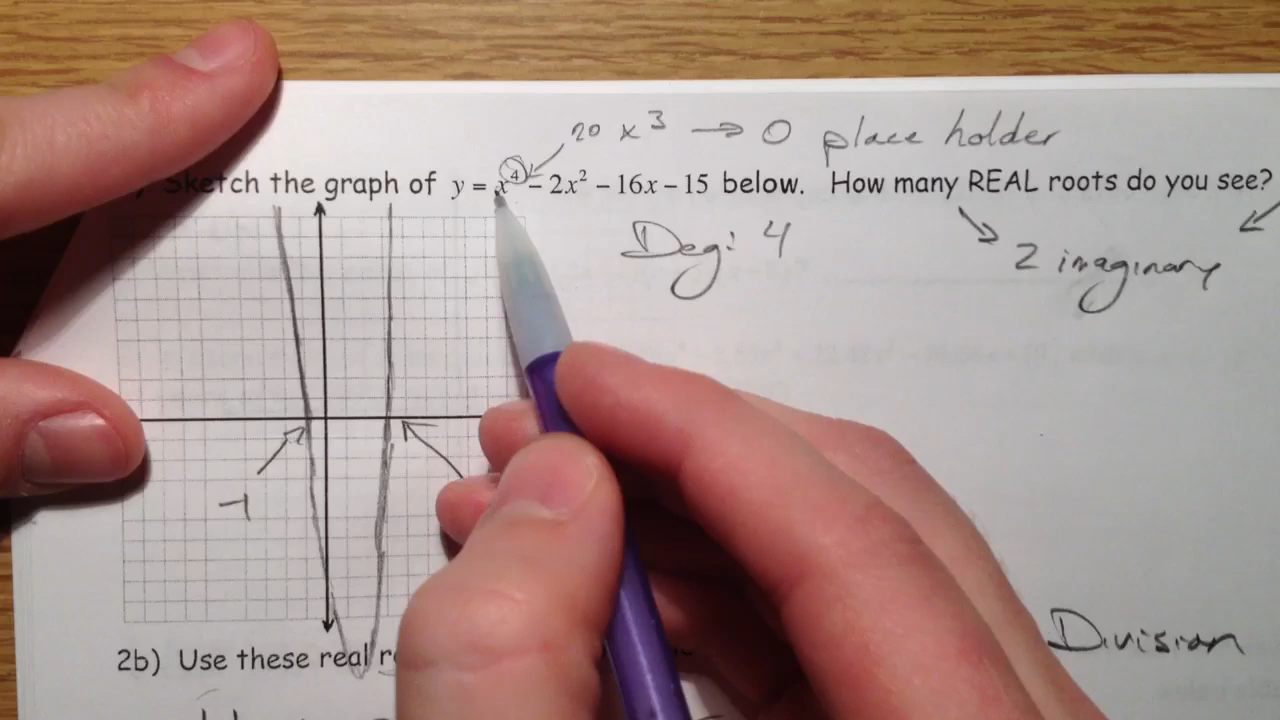 x³ → 0 place holder
Sketch the graph of y = x⁴ − 2x² − 16x − 15 below. How many REAL roots do you see?
Deg: 4
2 imaginary
-1
Division
2b) Use these real